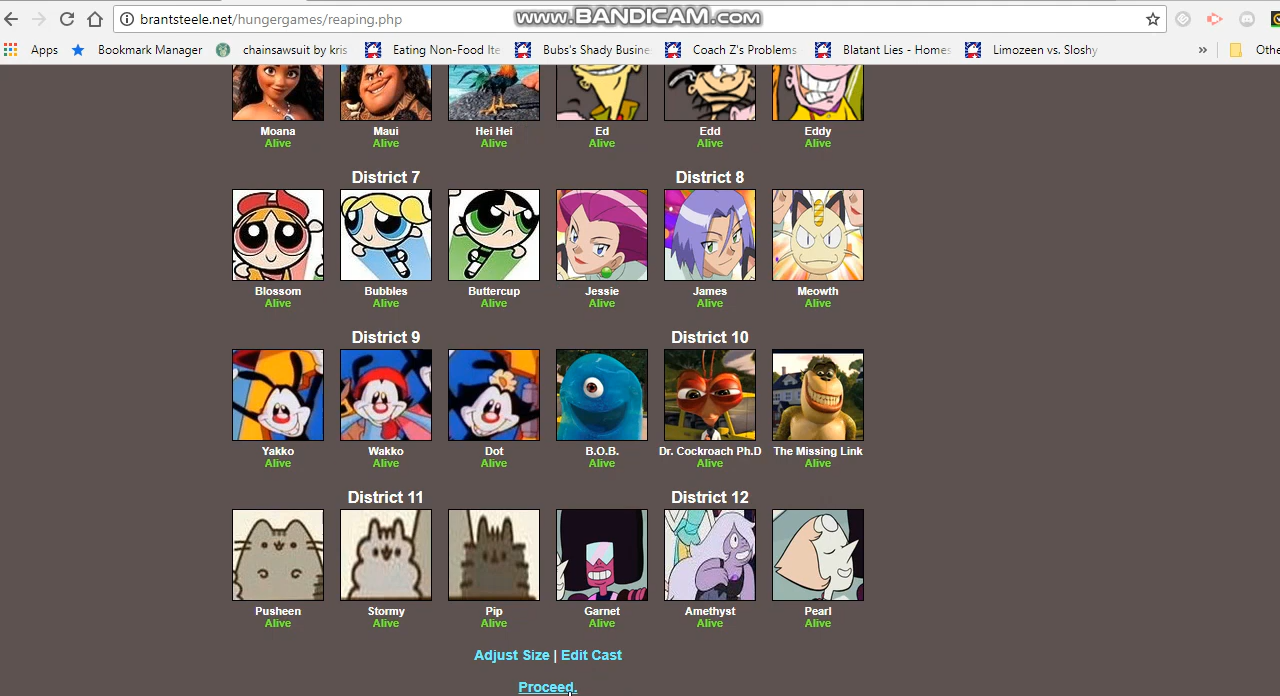 brantsteele.net/hungergames/reaping.php
www.BANDICAM.com
Apps Bookmark Manager chainsawsuit by kris Eating Non-Food Ite Bubs's Shady Busine Coach Z's Problems Blatant Lies - Homes Limozeen vs. Sloshy » Othe
Moana Maui Hei Hei Ed Edd Eddy
Alive Alive Alive Alive Alive Alive
District 7 District 8
Blossom Bubbles Buttercup Jessie James Meowth
Alive Alive Alive Alive Alive Alive
District 9 District 10
Yakko Wakko Dot B.O.B. Dr. Cockroach Ph.D The Missing Link
Alive Alive Alive Alive Alive Alive
District 11 District 12
Pusheen Stormy Pip Garnet Amethyst Pearl
Alive Alive Alive Alive Alive Alive
Adjust Size | Edit Cast
Proceed.